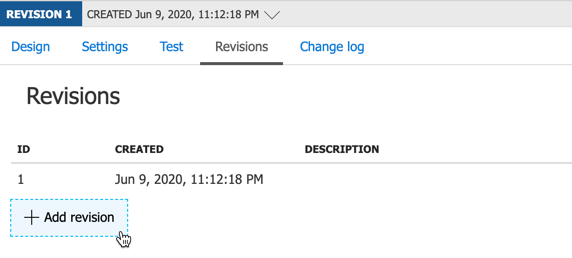 REVISION 1 CREATED Jun 9, 2020, 11:12:18 PM
Design Settings Test Revisions Change log
Revisions
ID CREATED DESCRIPTION
1 Jun 9, 2020, 11:12:18 PM
+ Add revision